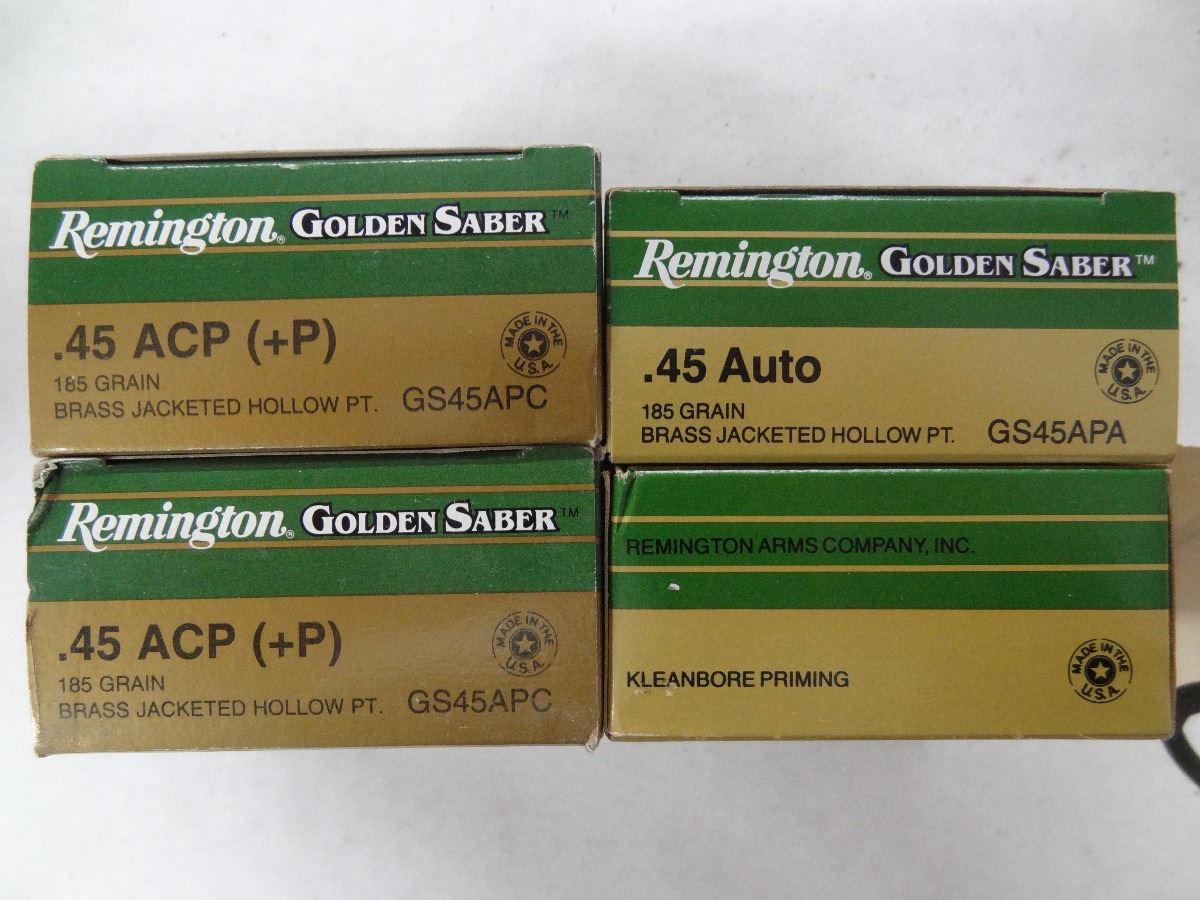 Remington® GOLDEN SABER™
.45 ACP (+P)
MADE IN THE U.S.A.
185 GRAIN
BRASS JACKETED HOLLOW PT. GS45APC
Remington® GOLDEN SABER™
.45 Auto
MADE IN THE U.S.A.
185 GRAIN
BRASS JACKETED HOLLOW PT. GS45APA
Remington® GOLDEN SABER™
.45 ACP (+P)
MADE IN THE U.S.A.
185 GRAIN
BRASS JACKETED HOLLOW PT. GS45APC
REMINGTON ARMS COMPANY, INC.
KLEANBORE PRIMING
MADE IN THE U.S.A.